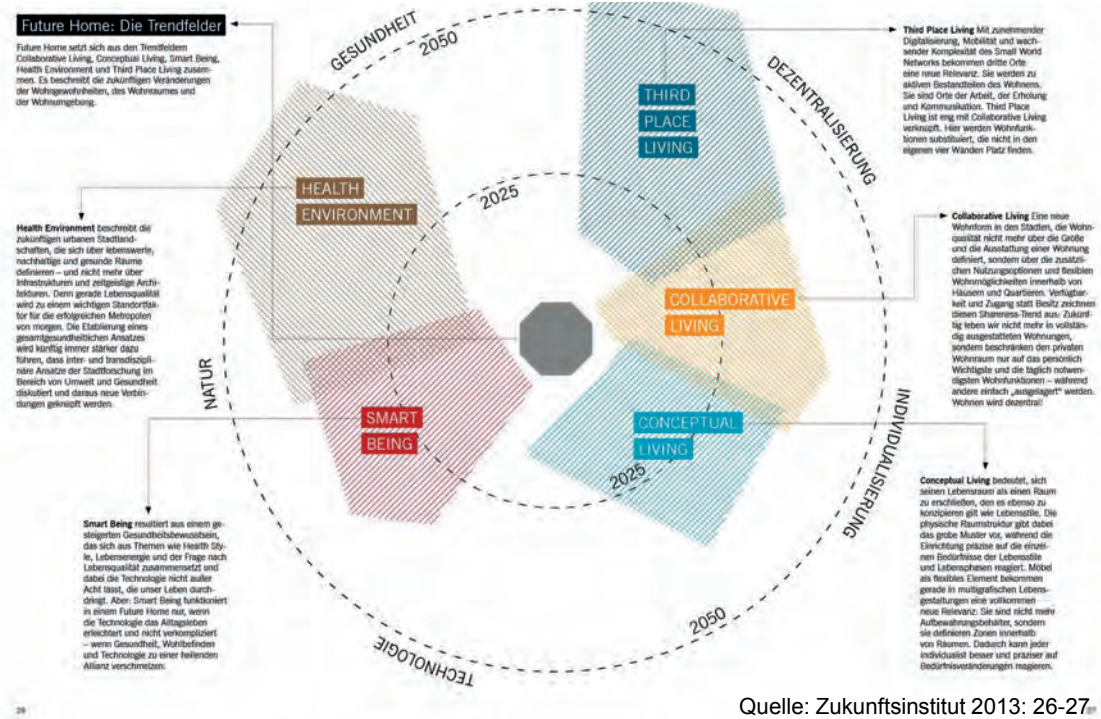 Future Home: Die Trendfelder
Future Home setzt sich aus den Trendfeldern
Collaborative Living, Conceptual Living, Smart Being,
Health Environment und Third Place Living zusam-
men. Es beschreibt die zukünftigen Veränderungen
der Wohngewohnheiten, des Wohnraumes und
der Wohnumgebung.
GESUNDHEIT
2050
DEZENTRALISIERUNG
THIRD
PLACE
LIVING
Third Place Living Mit zunehmender
Digitalisierung, Mobilität und wach-
sender Komplexität des Small World
Networks bekommen dritte Orte
eine neue Relevanz. Sie werden zu
aktiven Bestandteilen des Wohnens.
Sie sind Orte der Arbeit, der Erholung
und Kommunikation. Third Place
Living ist eng mit Collaborative Living
verknüpft. Hier werden Wohnfunk-
tionen substituiert, die nicht in den
eigenen vier Wänden Platz finden.
HEALTH
ENVIRONMENT
2025
Health Environment beschreibt die
zukünftigen urbanen Stadtland-
schaften, die sich über lebenswerte,
nachhaltige und gesunde Räume
definieren – und nicht mehr über
Infrastrukturen und zeitgeistige Archi-
tekturen. Denn gerade Lebensqualität
wird zu einem wichtigen Standortfak-
tor für die erfolgreichen Metropolen
von morgen. Die Etablierung eines
gesamtgesundheitlichen Ansatzes
wird künftig immer stärker dazu
führen, dass inter- und transdiszipli-
näre Ansätze der Stadtforschung im
Bereich von Umwelt und Gesundheit
diskutiert und daraus neue Verbin-
dungen geknüpft werden.
Collaborative Living Eine neue
Wohnform in den Städten, die Wohn-
qualität nicht mehr über die Größe
und die Ausstattung einer Wohnung
definiert, sondern über die zusätzli-
chen Nutzungsoptionen und flexiblen
Wohnmöglichkeiten innerhalb von
Häusern und Quartieren. Verfügbar-
keit und Zugang statt Besitz zeichnen
diesen Shareness-Trend aus: Zukünf-
tig leben wir nicht mehr in vollstän-
dig ausgestatteten Wohnungen,
sondern beschränken den privaten
Wohnraum nur auf das persönlich
Wichtigste und die täglich notwen-
digsten Wohnfunktionen – während
andere einfach „ausgelagert“ werden.
Wohnen wird dezentral!
COLLABORATIVE
LIVING
NATUR
SMART
BEING
CONCEPTUAL
LIVING
2025
INDIVIDUALISIERUNG
Smart Being resultiert aus einem ge-
steigerten Gesundheitsbewusstsein,
das sich aus Themen wie Health Sty-
le, Lebensenergie und der Frage nach
Lebensqualität zusammensetzt und
dabei die Technologie nicht außer
Acht lässt, die unser Leben durch-
dringt. Aber: Smart Being funktioniert
in einem Future Home nur, wenn
die Technologie das Alltagsleben
erleichtert und nicht verkompliziert
– wenn Gesundheit, Wohlbefinden
und Technologie zu einer heilenden
Allianz verschmelzen.
Conceptual Living bedeutet, sich
seinen Lebensraum als einen Raum
zu erschließen, den es ebenso zu
konzipieren gilt wie Lebensstile. Die
physische Raumstruktur gibt dabei
das grobe Muster vor, während die
Einrichtung präzise auf die einzel-
nen Bedürfnisse der Lebensstile
und Lebensphasen reagiert. Möbel
als flexibles Element bekommen
gerade in multigrafischen Lebens-
gestaltungen eine vollkommen
neue Relevanz: Sie sind nicht mehr
Aufbewahrungsbehälter, sondern
sie definieren Zonen innerhalb
von Räumen. Dadurch kann jeder
Individualist besser und präziser auf
Bedürfnisveränderungen reagieren.
2050
TECHNOLOGIE
Quelle: Zukunftsinstitut 2013: 26-27